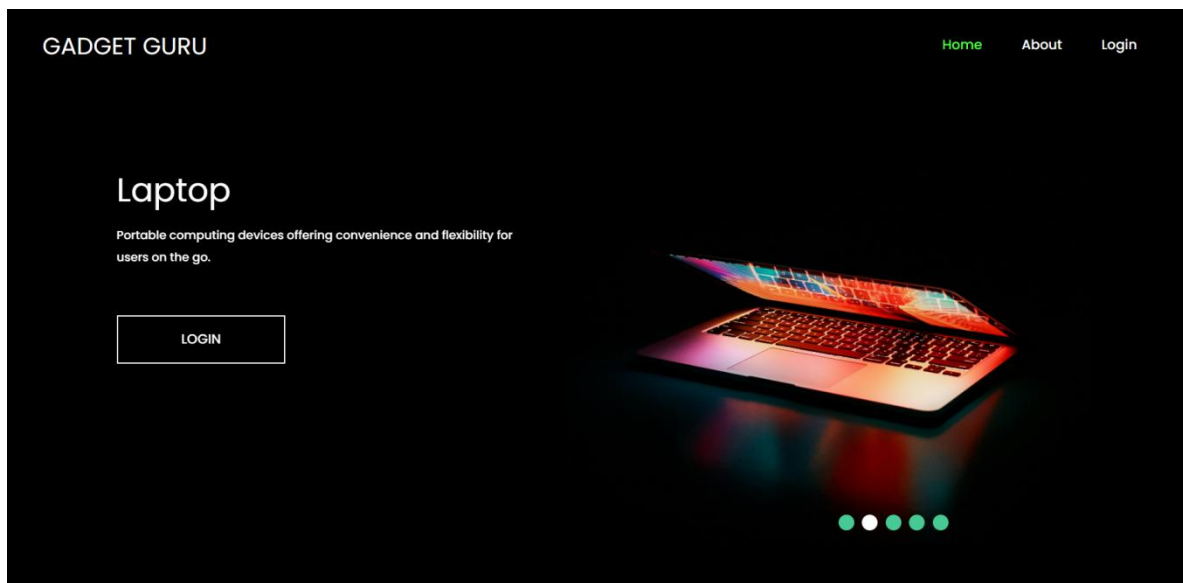 GADGET GURU
Home About Login
Laptop
Portable computing devices offering convenience and flexibility for
users on the go.
LOGIN